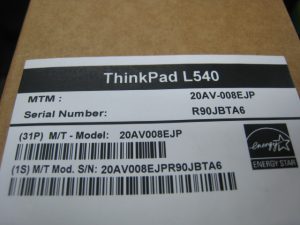 ThinkPad L540
MTM : 20AV-008EJP
Serial Number: R90JBTA6
(31P) M/T - Model: 20AV008EJP
(1S) M/T Mod. S/N: 20AV008EJPR90JBTA6
energy
ENERGY STAR